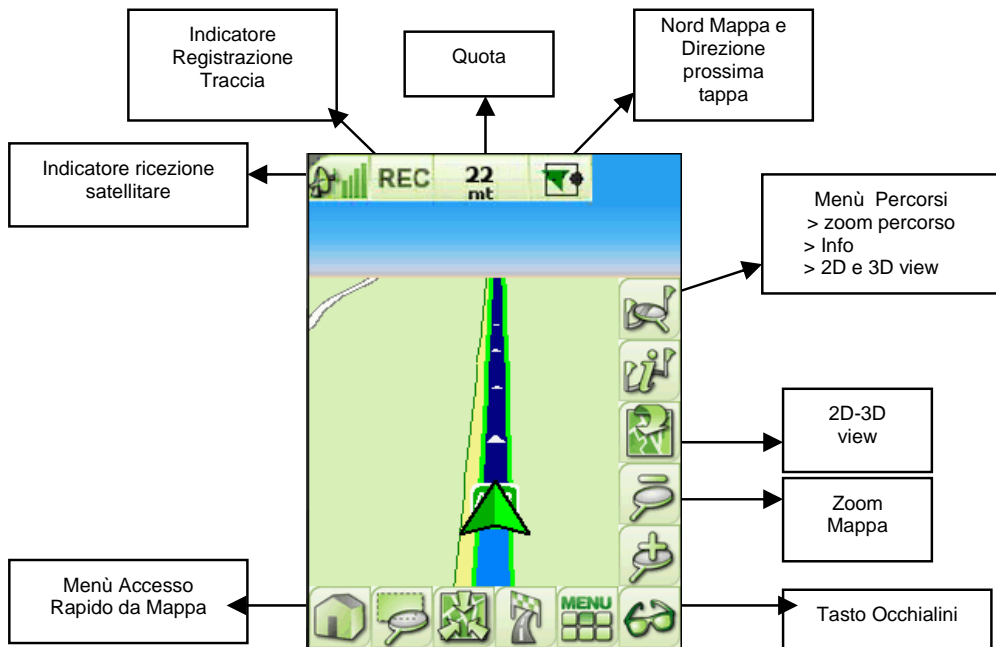 Indicatore
Registrazione
Traccia
Quota
Nord Mappa e
Direzione
prossima
tappa
Indicatore ricezione
satellitare
REC
22
mt
Menù Percorsi
> zoom percorso
> Info
> 2D e 3D view
2D-3D
view
Zoom
Mappa
Menù Accesso
Rapido da Mappa
MENU
Tasto Occhialini